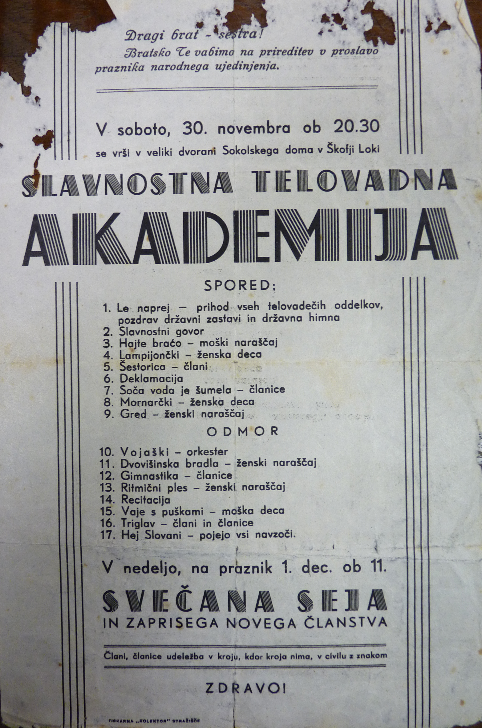 Dragi brat - sestra!
Bratsko Te vabimo na prireditev v proslavo
praznika narodnega ujedinjenja.
V soboto, 30. novembra ob 20.30
se vrši v veliki dvorani Sokolskega doma v Škofji Loki
SLAVNOSTNA TELOVADNA
AKADEMIJA
SPORED:
1. Le naprej – prihod vseh telovadečih oddelkov,
pozdrav državni zastavi in državna himna
2. Slavnostni govor
3. Hajte braćo – moški naraščaj
4. Lampijončki – ženska deca
5. Šestorica – člani
6. Deklamacija
7. Soča voda je šumela – članice
8. Mornarčki – ženska deca
9. Gred – ženski naraščaj
ODMOR
10. Vojaški – orkester
11. Dvovišinska bradla – ženski naraščaj
12. Gimnastika – članice
13. Ritmični ples – ženski naraščaj
14. Recitacija
15. Vaje s puškami – moška deca
16. Triglav – člani in članice
17. Hej Slovani – pojejo vsi navzoči.
V nedeljo, na praznik 1. dec. ob 11.
SVEČANA SEJA
IN ZAPRISEGA NOVEGA ČLANSTVA
Člani, članice udeležba v kroju, kdor kroja nima, v civilu z znakom
ZDRAVO!